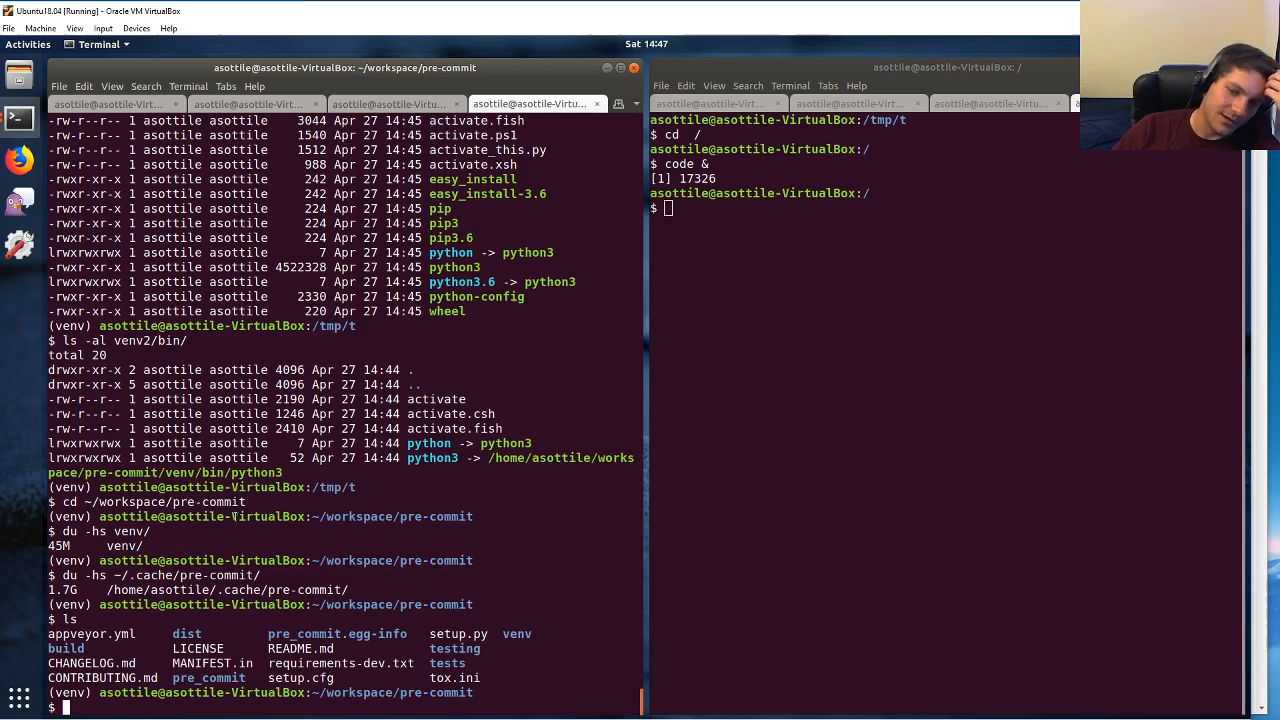 Ubuntu18.04 [Running] - Oracle VM VirtualBox
File Machine View Input Devices Help
Activities Terminal Sat 14:47
asottile@asottile-VirtualBox: ~/workspace/pre-commit
File Edit View Search Terminal Tabs Help
asottile@asottile-Virt... asottile@asottile-Virt... asottile@asottile-Virtu... asottile@asottile-Virtu...
-rw-r--r-- 1 asottile asottile 3044 Apr 27 14:45 activate.fish
-rw-r--r-- 1 asottile asottile 1540 Apr 27 14:45 activate.ps1
-rw-r--r-- 1 asottile asottile 1512 Apr 27 14:45 activate_this.py
-rw-r--r-- 1 asottile asottile 988 Apr 27 14:45 activate.xsh
-rwxr-xr-x 1 asottile asottile 242 Apr 27 14:45 easy_install
-rwxr-xr-x 1 asottile asottile 242 Apr 27 14:45 easy_install-3.6
-rwxr-xr-x 1 asottile asottile 224 Apr 27 14:45 pip
-rwxr-xr-x 1 asottile asottile 224 Apr 27 14:45 pip3
-rwxr-xr-x 1 asottile asottile 224 Apr 27 14:45 pip3.6
lrwxrwxrwx 1 asottile asottile 7 Apr 27 14:45 python -> python3
-rwxr-xr-x 1 asottile asottile 4522328 Apr 27 14:45 python3
lrwxrwxrwx 1 asottile asottile 7 Apr 27 14:45 python3.6 -> python3
-rwxr-xr-x 1 asottile asottile 2330 Apr 27 14:45 python-config
-rwxr-xr-x 1 asottile asottile 220 Apr 27 14:45 wheel
(venv) asottile@asottile-VirtualBox:/tmp/t
$ ls -al venv2/bin/
total 20
drwxr-xr-x 2 asottile asottile 4096 Apr 27 14:44 .
drwxr-xr-x 5 asottile asottile 4096 Apr 27 14:44 ..
-rw-r--r-- 1 asottile asottile 2190 Apr 27 14:44 activate
-rw-r--r-- 1 asottile asottile 1246 Apr 27 14:44 activate.csh
-rw-r--r-- 1 asottile asottile 2410 Apr 27 14:44 activate.fish
lrwxrwxrwx 1 asottile asottile 7 Apr 27 14:44 python -> python3
lrwxrwxrwx 1 asottile asottile 52 Apr 27 14:44 python3 -> /home/asottile/works
pace/pre-commit/venv/bin/python3
(venv) asottile@asottile-VirtualBox:/tmp/t
$ cd ~/workspace/pre-commit
(venv) asottile@asottile-VirtualBox:~/workspace/pre-commit
$ du -hs venv/
45M venv/
(venv) asottile@asottile-VirtualBox:~/workspace/pre-commit
$ du -hs ~/.cache/pre-commit/
1.7G /home/asottile/.cache/pre-commit/
(venv) asottile@asottile-VirtualBox:~/workspace/pre-commit
$ ls
appveyor.yml dist pre_commit.egg-info setup.py venv
build LICENSE README.md testing
CHANGELOG.md MANIFEST.in requirements-dev.txt tests
CONTRIBUTING.md pre_commit setup.cfg tox.ini
(venv) asottile@asottile-VirtualBox:~/workspace/pre-commit
$
asottile@asottile-VirtualBox: /
File Edit View Search Terminal Tabs Help
asottile@asottile-Virtu... asottile@asottile-Virtu... asottile@asottile-Virtu...
asottile@asottile-VirtualBox:/tmp/t
$ cd /
asottile@asottile-VirtualBox:/
$ code &
[1] 17326
asottile@asottile-VirtualBox:/
$